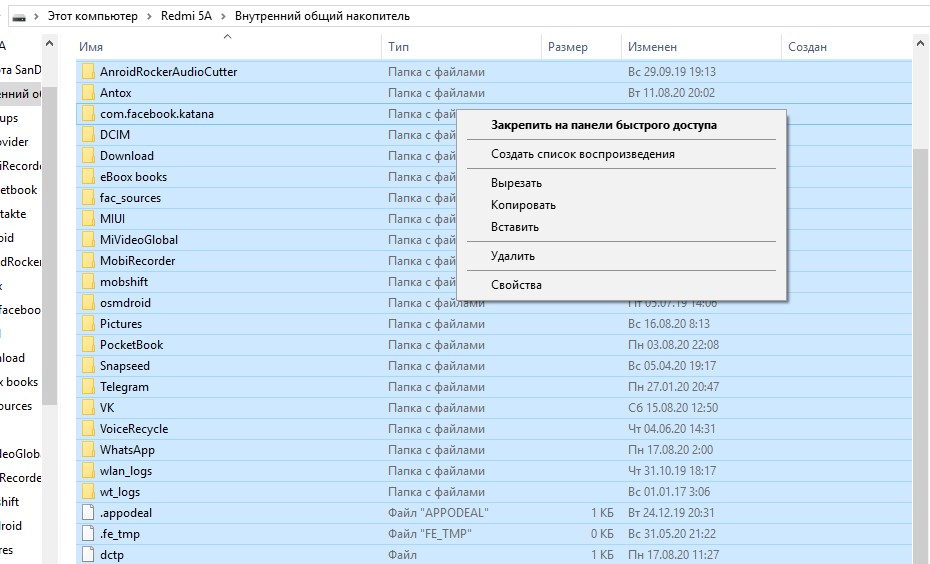 Этот компьютер > Redmi 5A > Внутренний общий накопитель
A
та SanD
нний о
ups
vider
iRecorde
etbook
takte
oid
dRocker
x
faceboo
load
x books
ources
leoGloba
Recorde
shift
roid
res
Имя Тип Размер Изменен Создан
AnroidRockerAudioCutter Папка с файлами Вс 29.09.19 19:13
Antox Папка с файлами Вт 11.08.20 20:02
com.facebook.katana Папка с фай
DCIM Папка с фай
Download Папка с фай
eBoox books Папка с фай
fac_sources Папка с фай
MIUI Папка с фай
MiVideoGlobal Папка с фай
MobiRecorder Папка с фай
mobshift Папка с фай
osmdroid Папка с файлами Пт 05.07.19 14:06
Pictures Папка с файлами Вс 16.08.20 8:13
PocketBook Папка с файлами Пн 03.08.20 22:08
Snapseed Папка с файлами Вс 05.04.20 19:17
Telegram Папка с файлами Пн 27.01.20 20:47
VK Папка с файлами Сб 15.08.20 12:50
VoiceRecycle Папка с файлами Чт 04.06.20 14:31
WhatsApp Папка с файлами Пн 17.08.20 2:00
wlan_logs Папка с файлами Чт 31.10.19 18:17
wt_logs Папка с файлами Вс 01.01.17 3:06
.appodeal Файл "APPODEAL" 1 КБ Вт 24.12.19 20:31
.fe_tmp Файл "FE_TMP" 0 КБ Вс 31.05.20 21:22
dctp Файл 1 КБ Пн 17.08.20 11:27
Закрепить на панели быстрого доступа
Создать список воспроизведения
Вырезать
Копировать
Вставить
Удалить
Свойства